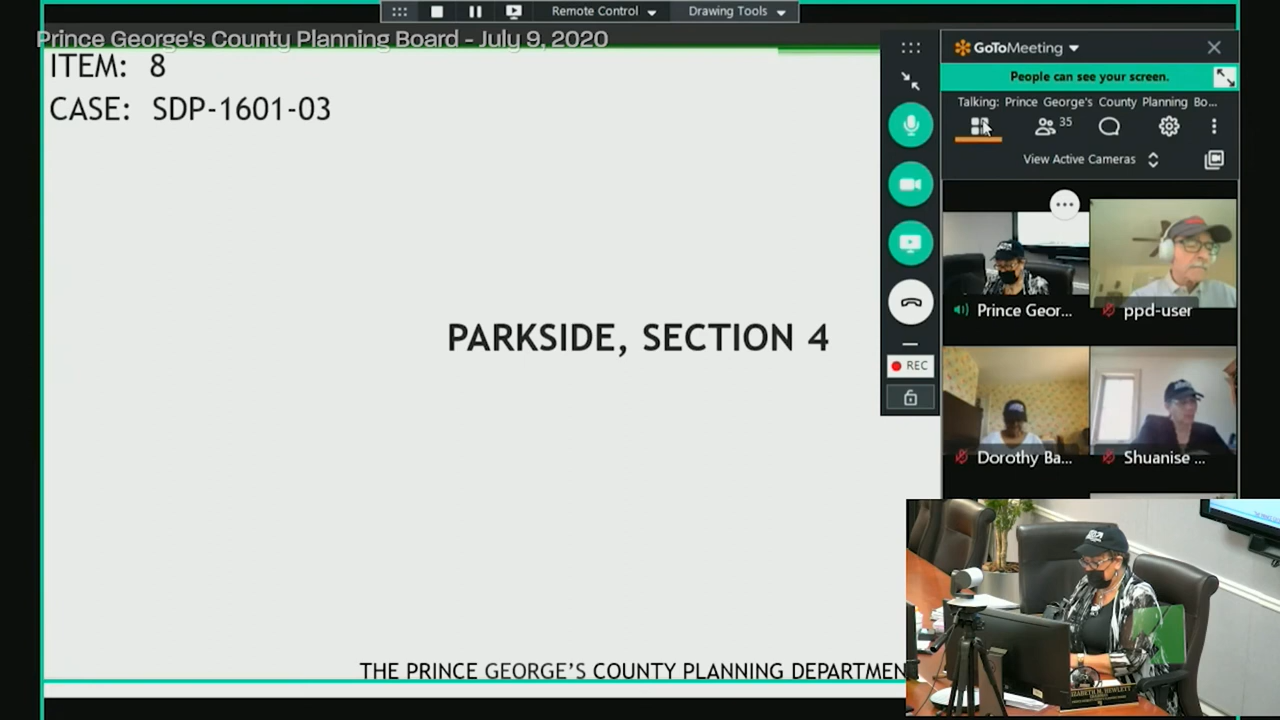 Remote Control
Drawing Tools
Prince George's County Planning Board - July 9, 2020
ITEM: 8
CASE: SDP-1601-03
PARKSIDE, SECTION 4
THE PRINCE GEORGE'S COUNTY PLANNING DEPARTMEN
GoToMeeting
People can see your screen.
Talking: Prince George's County Planning Bo...
35
View Active Cameras
Prince Geor...
ppd-user
Dorothy Ba...
Shuanise ...
REC
IZABETH M. HEWLETT